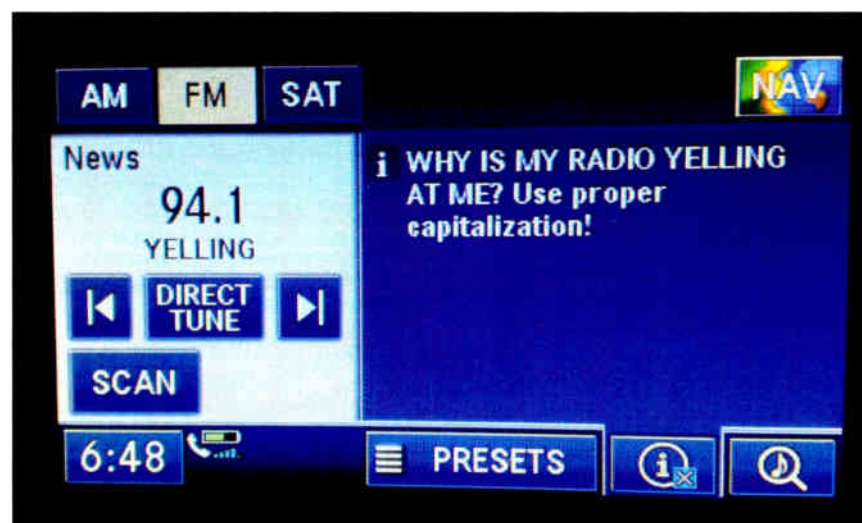 AM FM SAT NAV
News
94.1
YELLING
DIRECT
TUNE
SCAN
i WHY IS MY RADIO YELLING
AT ME? Use proper
capitalization!
6:48 PRESETS i